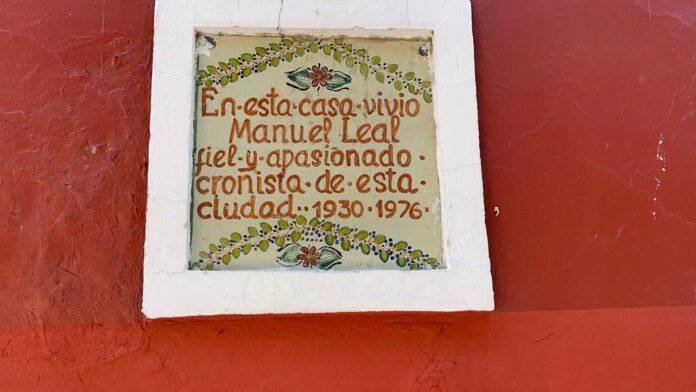 En·esta·casa·vivio
Manuel Leal
fiel·y·apasionado·
cronista·de·esta·
ciudad··1930·1976·